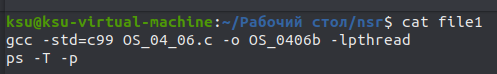 ksu@ksu-virtual-machine:~/Рабочий стол/nsr$ cat file1
gcc -std=c99 OS_04_06.c -o OS_0406b -lpthread
ps -T -p